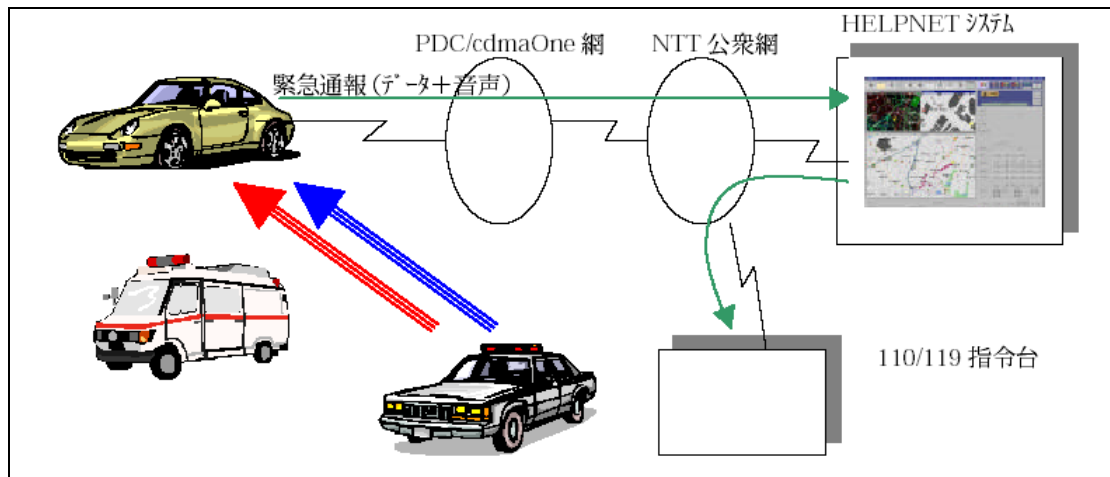 HELPNET ｼｽﾃﾑ
PDC/cdmaOne 網
NTT 公衆網
緊急通報 (ﾃﾞｰﾀ＋音声)
110/119 指令台